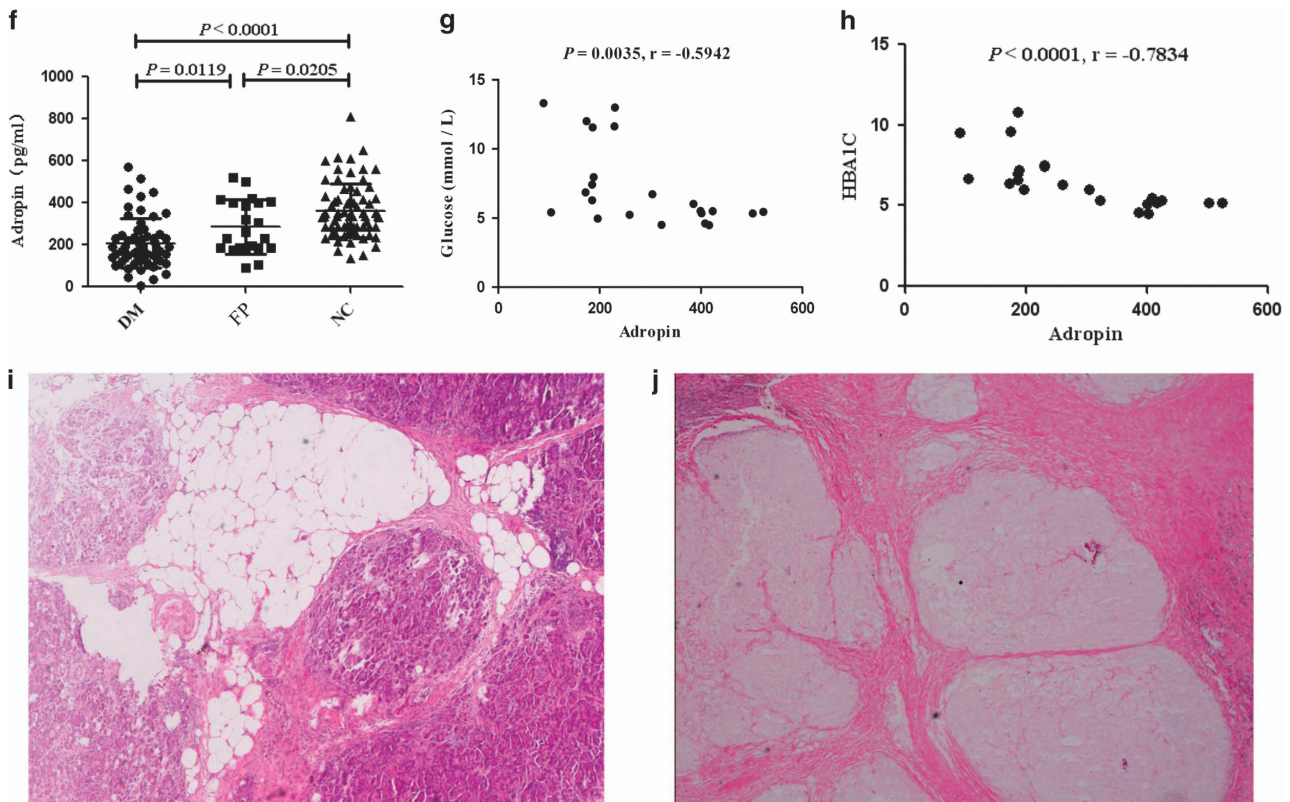 f
P < 0.0001
P = 0.0119
P = 0.0205
1000
800
600
400
200
0
Adropin (pg/ml)
DM
FP
NC
g
P = 0.0035, r = -0.5942
15
10
5
0
Glucose (mmol / L)
0
200
400
600
Adropin
h
P < 0.0001, r = -0.7834
15
10
5
0
HBA1C
0
200
400
600
Adropin
i
j